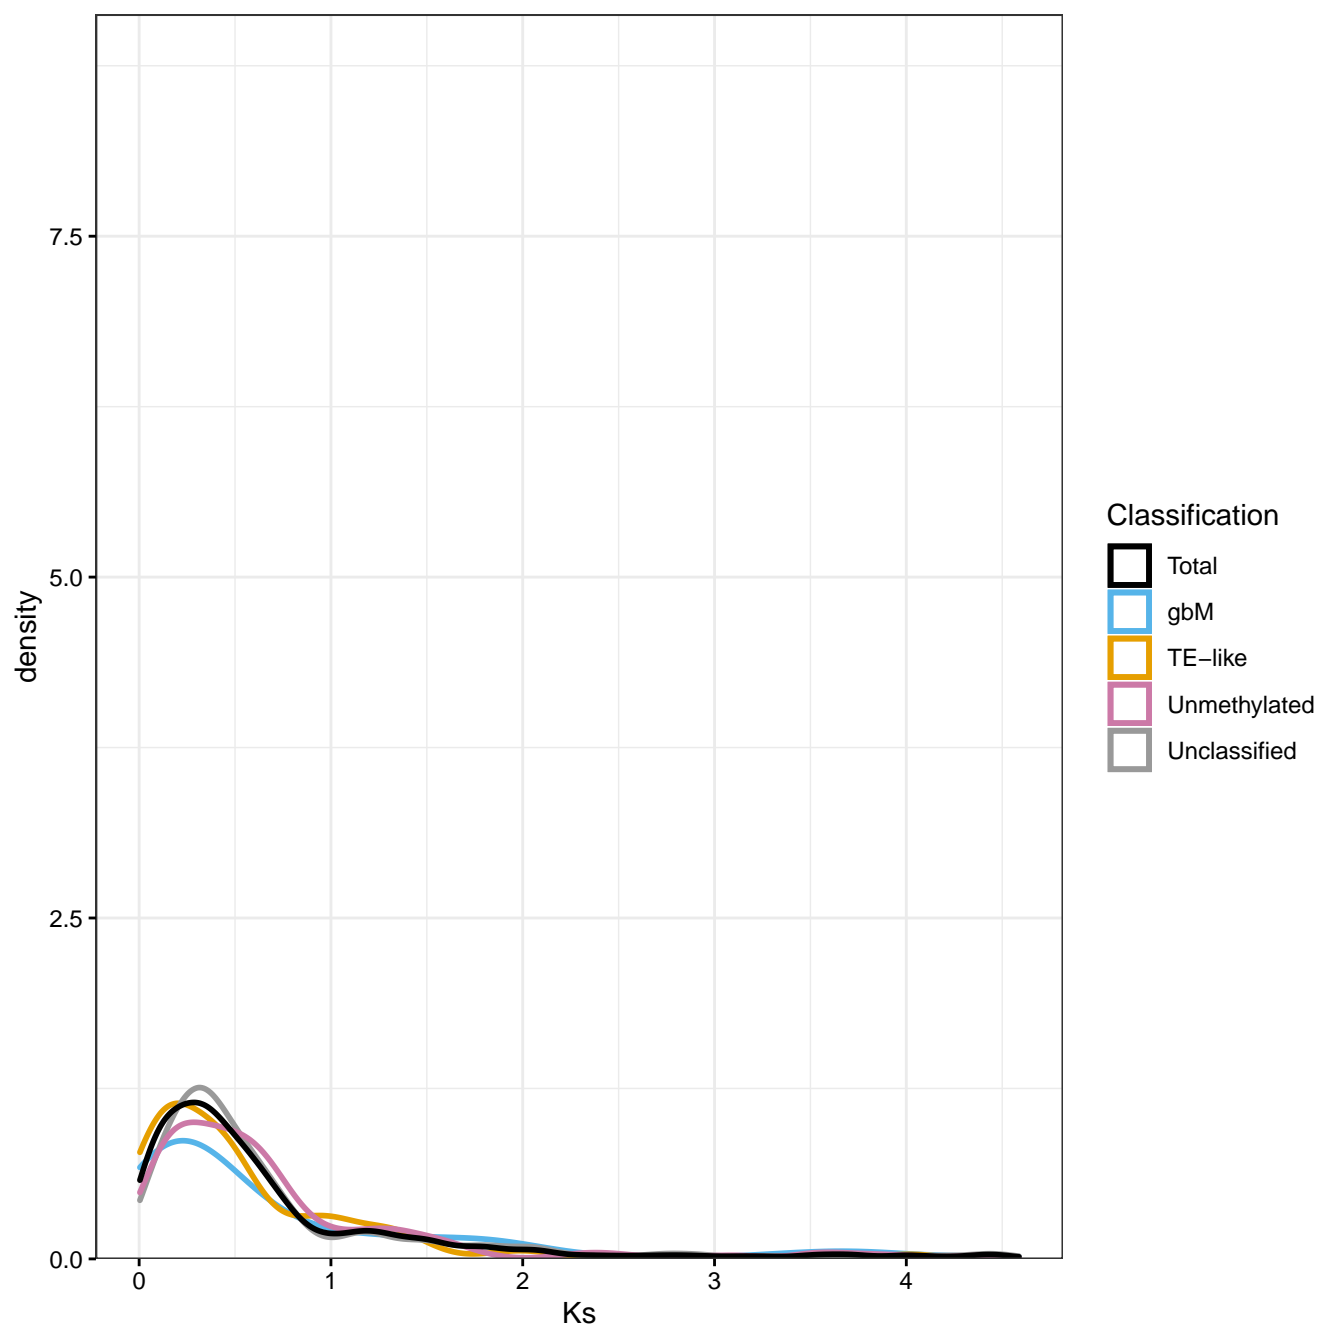 7.5
5.0
2.5
0.0
density
0 1 2 3 4
Ks
Classification
Total
gbM
TE−like
Unmethylated
Unclassified